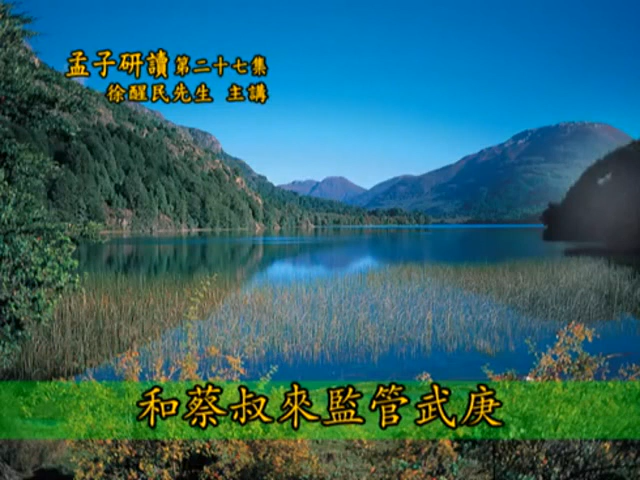 孟子研讀 第二十七集
徐醒民先生 主講
和蔡叔來監管武庚